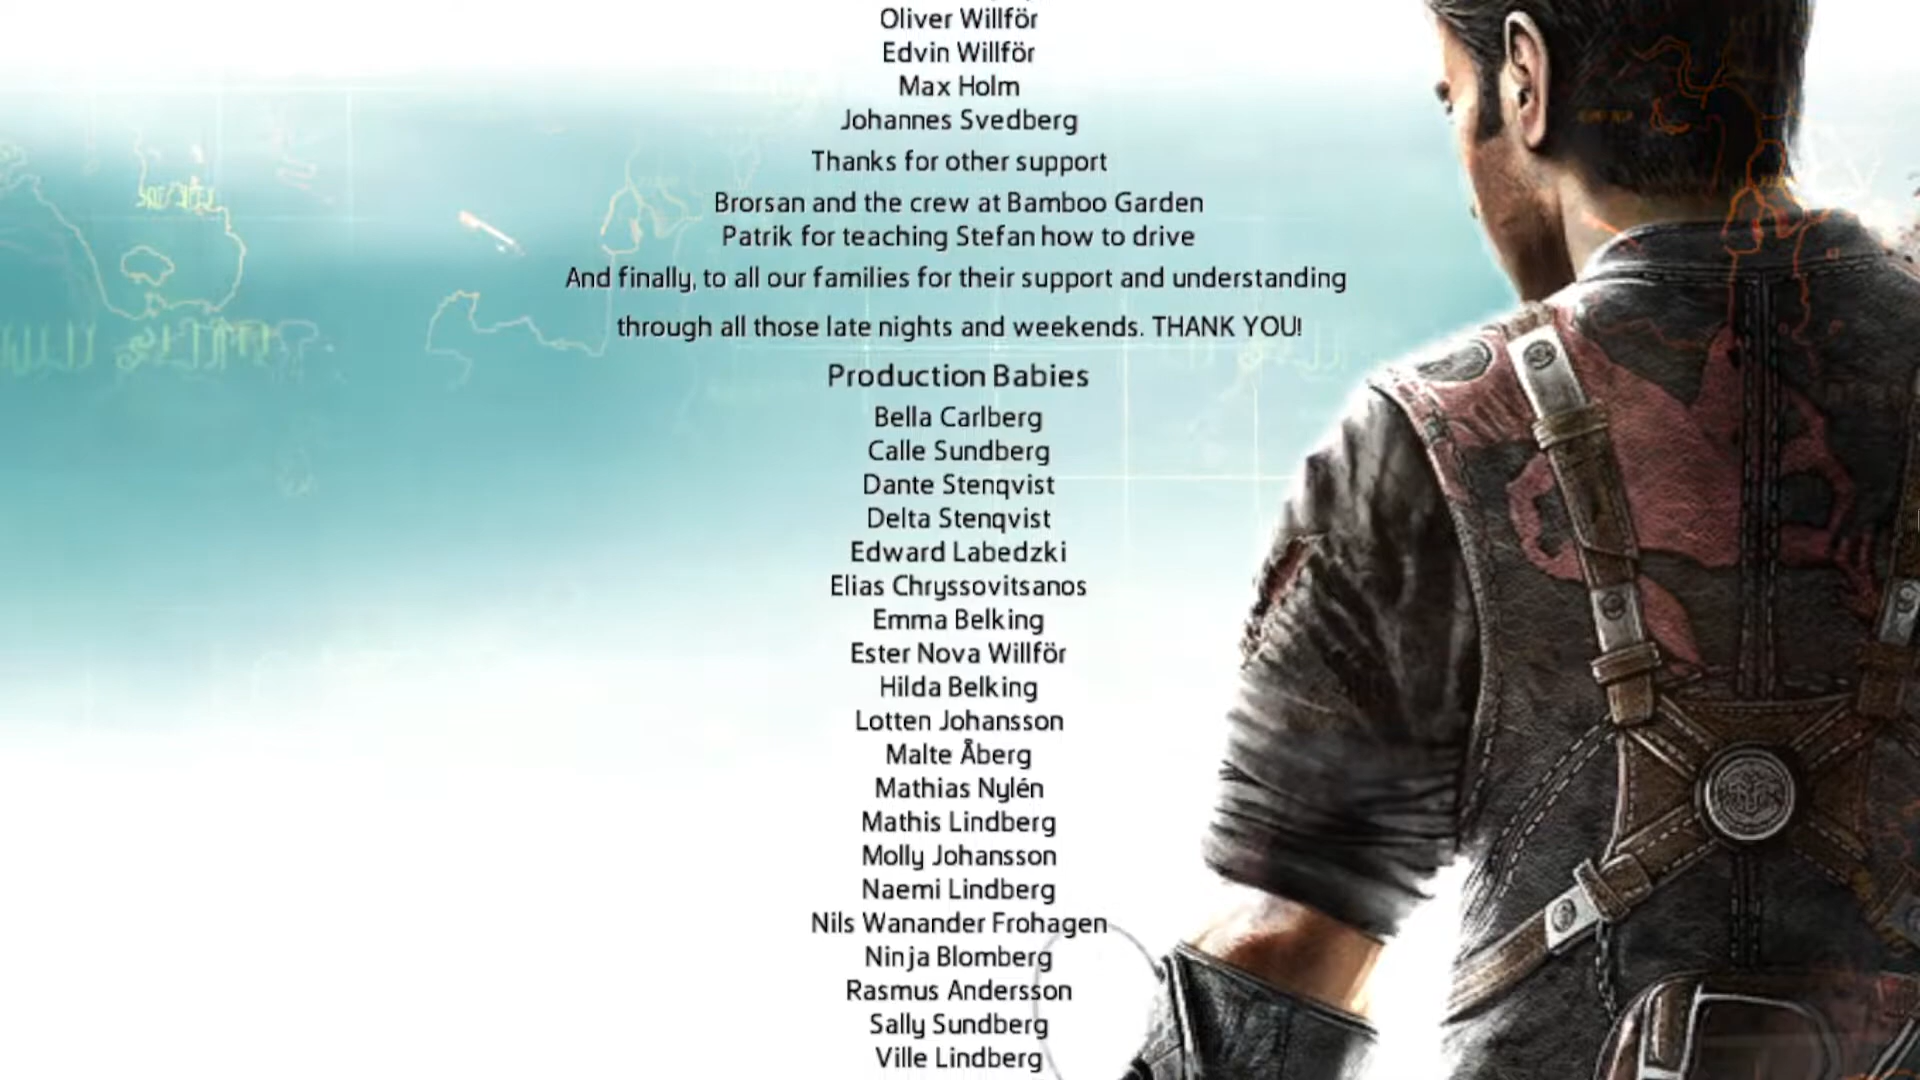 Oliver Willför
Edvin Willför
Max Holm
Johannes Svedberg
Thanks for other support
Brorsan and the crew at Bamboo Garden
Patrik for teaching Stefan how to drive
And finally, to all our families for their support and understanding
through all those late nights and weekends. THANK YOU!
Production Babies
Bella Carlberg
Calle Sundberg
Dante Stenqvist
Delta Stenqvist
Edward Labedzki
Elias Chryssovitsanos
Emma Belking
Ester Nova Willför
Hilda Belking
Lotten Johansson
Malte Åberg
Mathias Nylén
Mathis Lindberg
Molly Johansson
Naemi Lindberg
Nils Wanander Frohagen
Ninja Blomberg
Rasmus Andersson
Sally Sundberg
Ville Lindberg